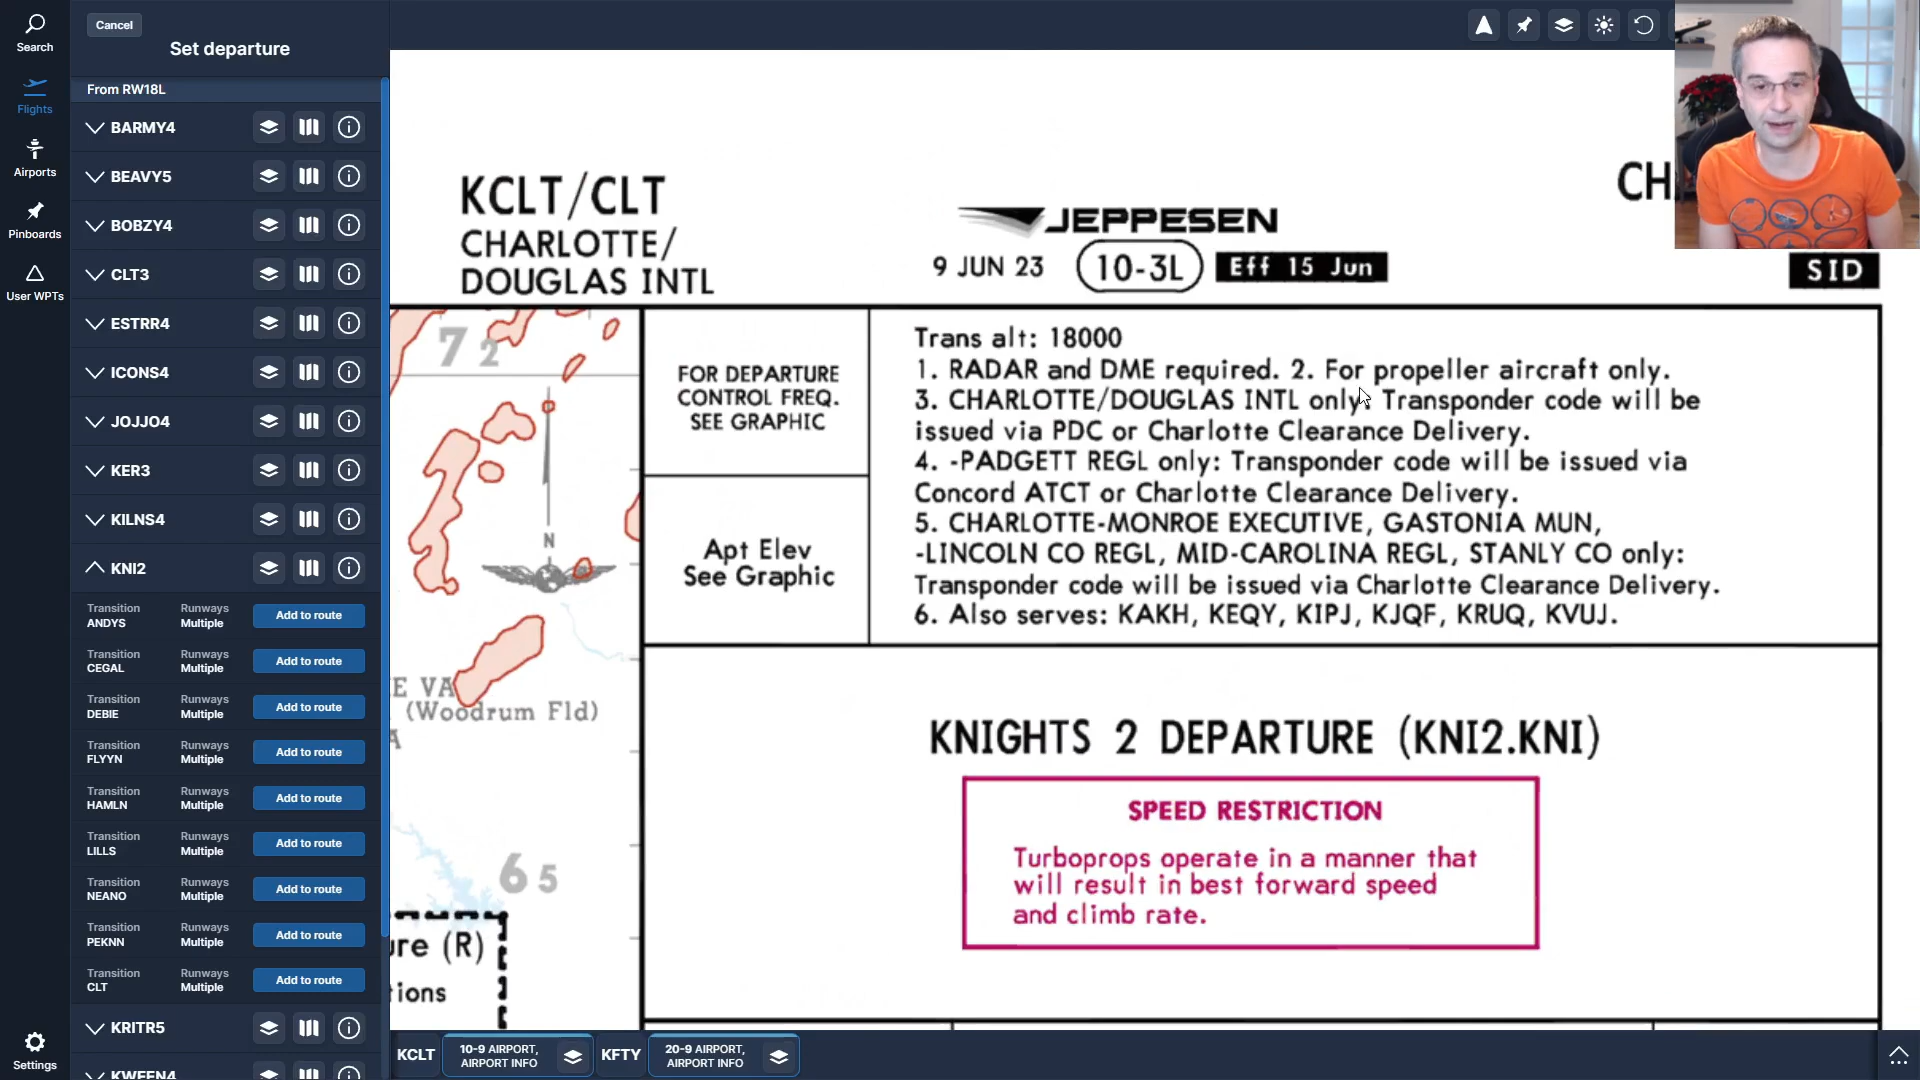 Search
Flights
Airports
Pinboards
User WPTs
Settings
Cancel
Set departure
From RW18L
BARMY4
BEAVY5
BOBZY4
CLT3
ESTRR4
ICONS4
JOJJO4
KER3
KILNS4
KNI2
Transition Runways
ANDYS Multiple Add to route
Transition Runways
CEGAL Multiple Add to route
Transition Runways
DEBIE Multiple Add to route
Transition Runways
FLYYN Multiple Add to route
Transition Runways
HAMLN Multiple Add to route
Transition Runways
LILLS Multiple Add to route
Transition Runways
NEANO Multiple Add to route
Transition Runways
PEKNN Multiple Add to route
Transition Runways
CLT Multiple Add to route
KRITR5
KWEEN4
KCLT/CLT
CHARLOTTE/
DOUGLAS INTL
JEPPESEN
9 JUN 23 10-3L Eff 15 Jun
CH
SID
72
N
E VA
(Woodrum Fld)
A
65
ure (R)
tions
FOR DEPARTURE
CONTROL FREQ.
SEE GRAPHIC
Apt Elev
See Graphic
Trans alt: 18000
1. RADAR and DME required. 2. For propeller aircraft only.
3. CHARLOTTE/DOUGLAS INTL only: Transponder code will be
issued via PDC or Charlotte Clearance Delivery.
4. -PADGETT REGL only: Transponder code will be issued via
Concord ATCT or Charlotte Clearance Delivery.
5. CHARLOTTE-MONROE EXECUTIVE, GASTONIA MUN,
-LINCOLN CO REGL, MID-CAROLINA REGL, STANLY CO only:
Transponder code will be issued via Charlotte Clearance Delivery.
6. Also serves: KAKH, KEQY, KIPJ, KJQF, KRUQ, KVUJ.
KNIGHTS 2 DEPARTURE (KNI2.KNI)
SPEED RESTRICTION
Turboprops operate in a manner that
will result in best forward speed
and climb rate.
KCLT
10-9 AIRPORT,
AIRPORT INFO
KFTY
20-9 AIRPORT,
AIRPORT INFO